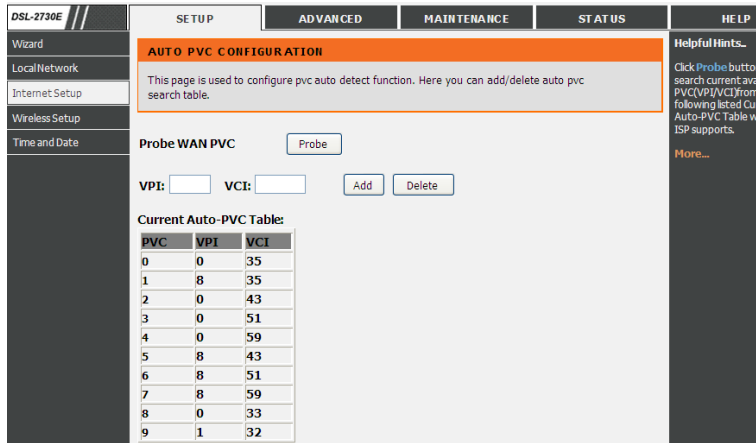 DSL-2730E
SETUP ADVANCED MAINTENANCE STATUS HELP
Wizard
Local Network
Internet Setup
Wireless Setup
Time and Date
AUTO PVC CONFIGURATION
This page is used to configure pvc auto detect function. Here you can add/delete auto pvc
search table.
Probe WAN PVC Probe
VPI: VCI: Add Delete
Current Auto-PVC Table:
PVC VPI VCI
0 0 35
1 8 35
2 0 43
3 0 51
4 0 59
5 8 43
6 8 51
7 8 59
8 0 33
9 1 32
Helpful Hints...
Click Probe
search current
PVC(VPI/VCI)from
following listed
Auto-PVC Table
ISP supports.
More...